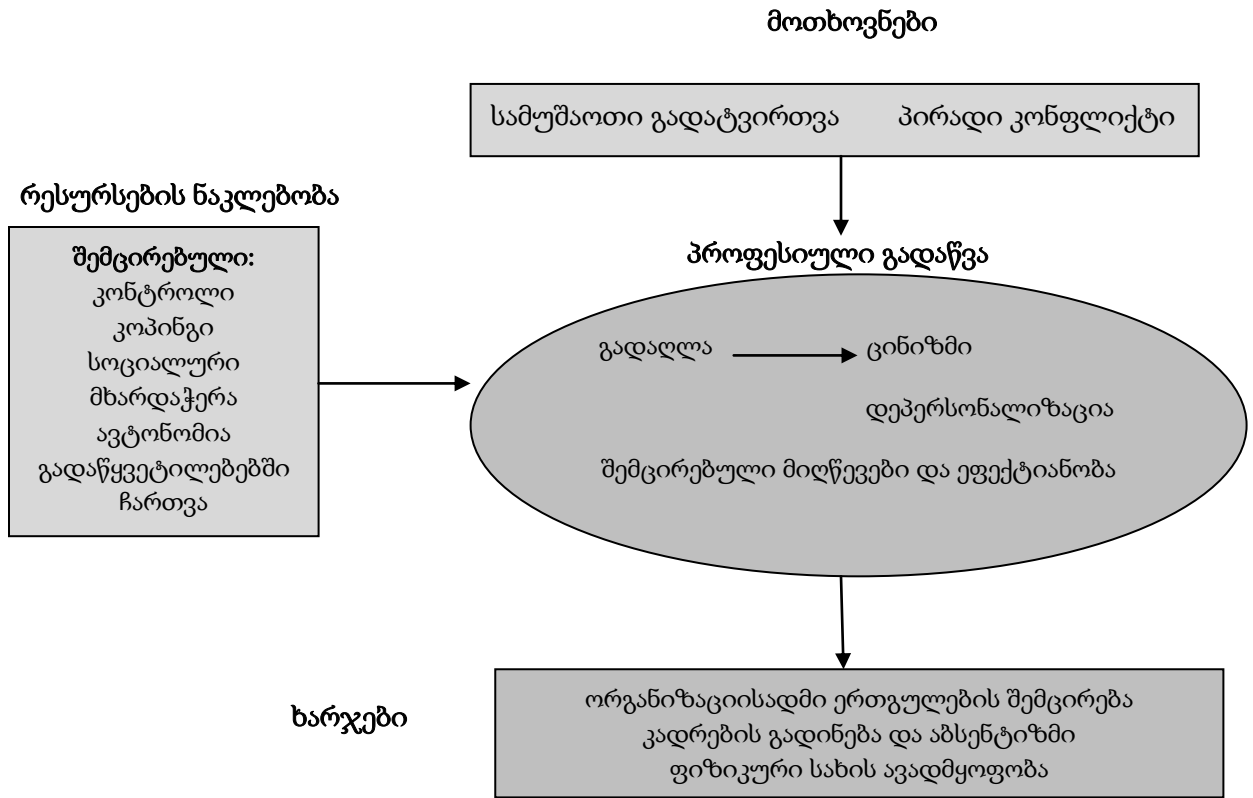 მოთხოვნები
სამუშაოთი გადატვირთვა პირადი კონფლიქტი
რესურსების ნაკლებობა
შემცირებული:
კონტროლი
კოპინგი
სოციალური
მხარდაჭერა
ავტონომია
გადაწყვეტილებებში
ჩართვა
პროფესიული გადაწვა
გადაღლა ცინიზმი
დეპერსონალიზაცია
შემცირებული მიღწევები და ეფექტიანობა
ხარჯები
ორგანიზაციისადმი ერთგულების შემცირება
კადრების გადინება და აბსენტიზმი
ფიზიკური სახის ავადმყოფობა